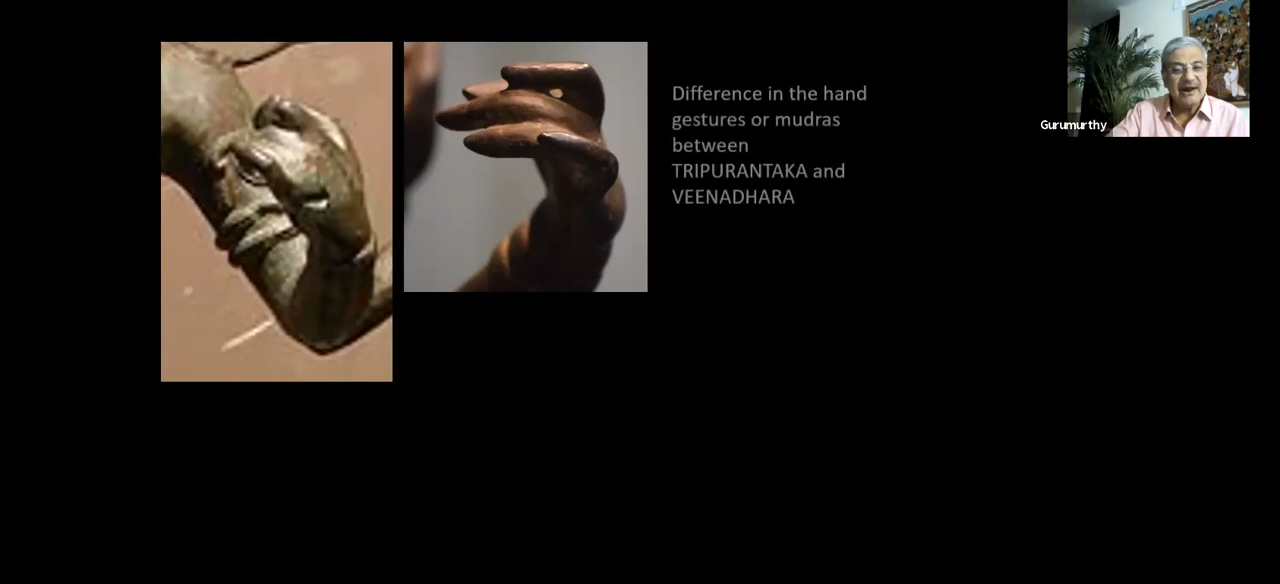 Difference in the hand
gestures or mudras
between
TRIPURANTAKA and
VEENADHARA
Gurumurthy